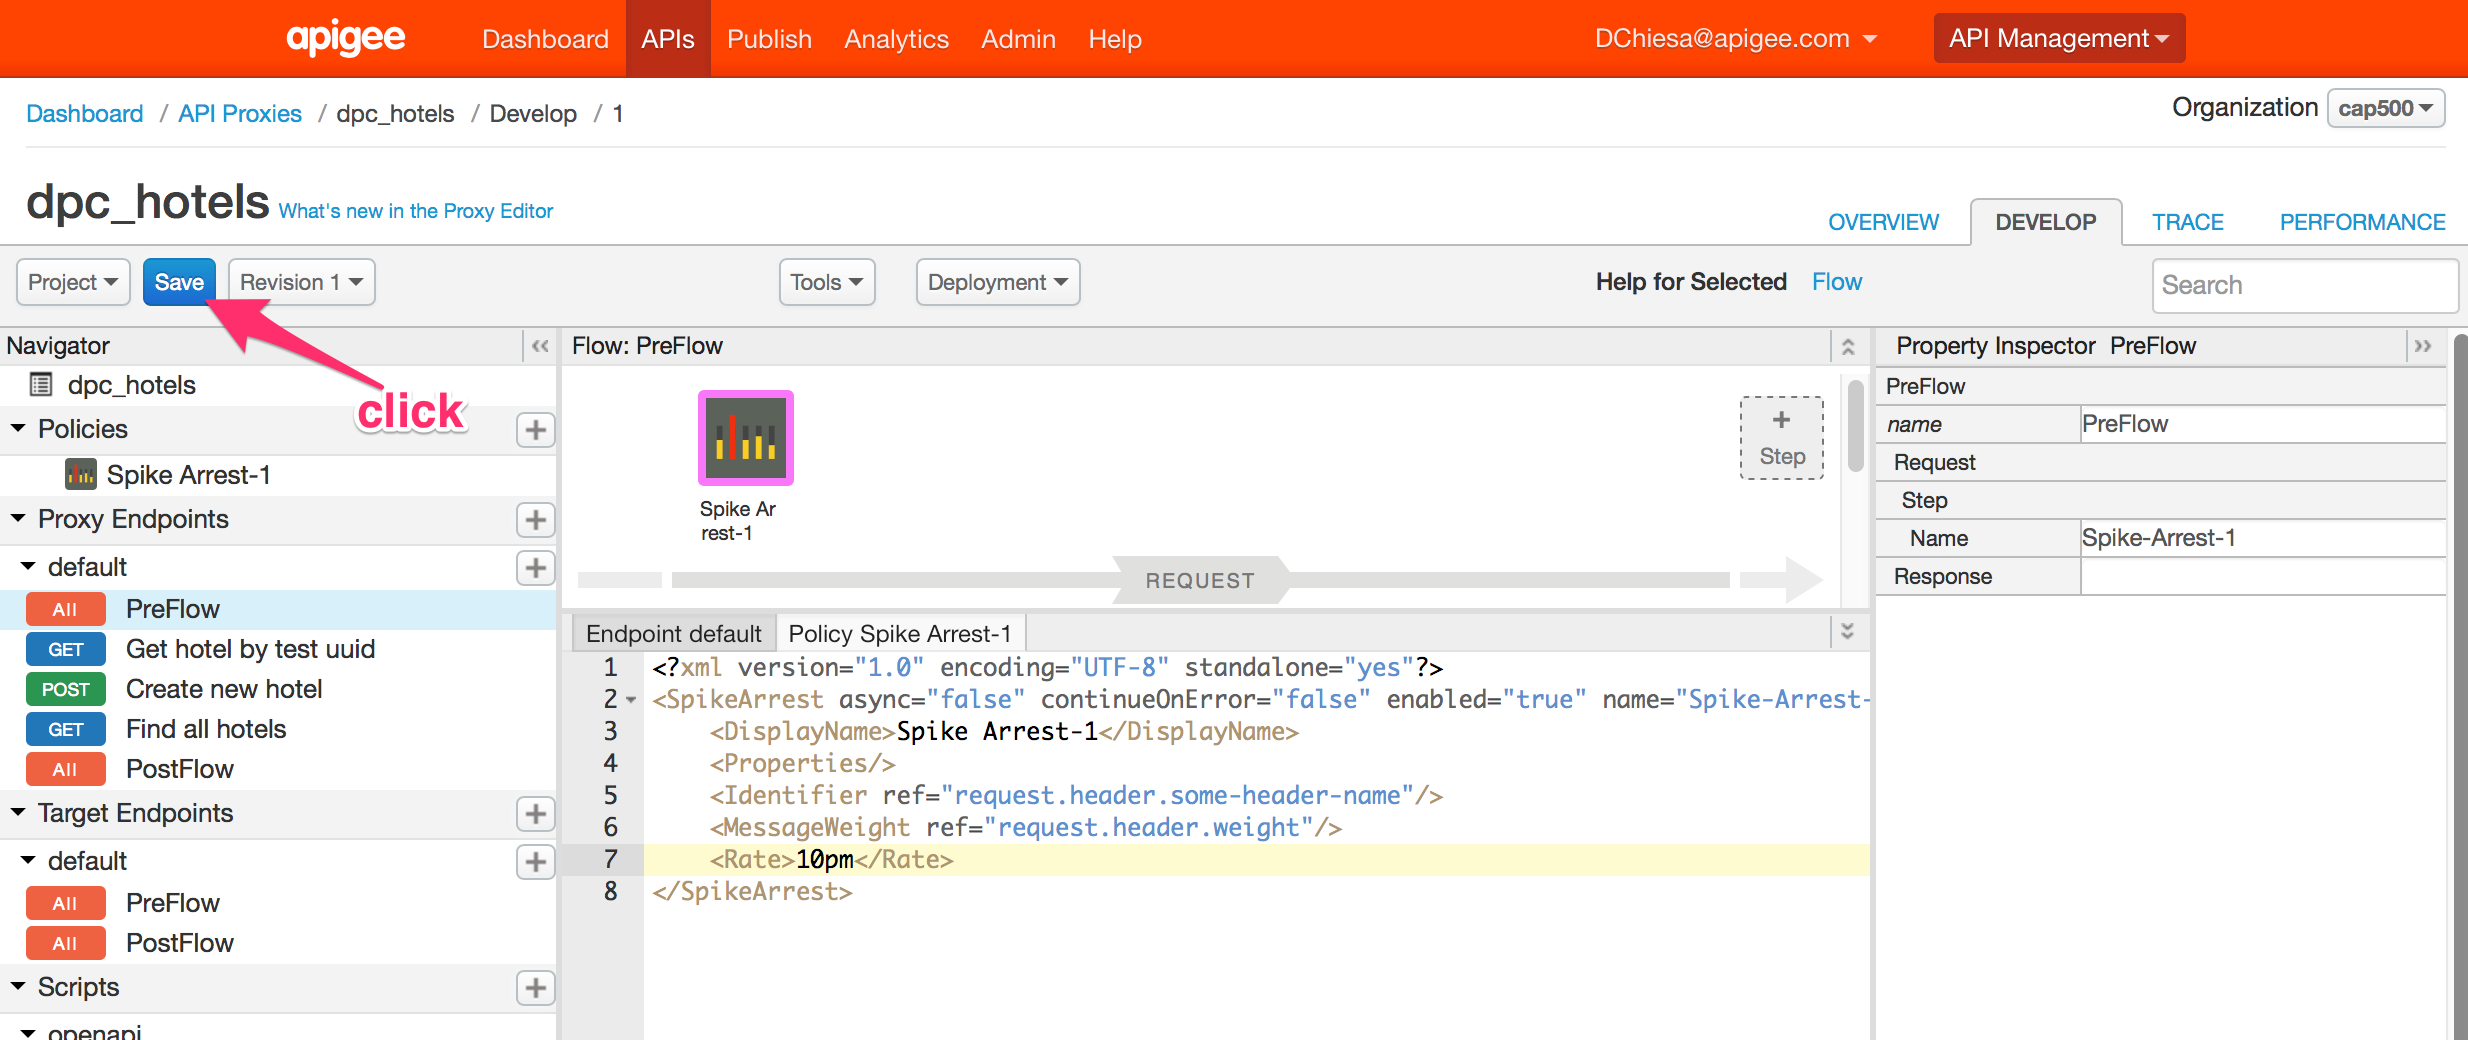 apigee Dashboard APIs Publish Analytics Admin Help DChiesa@apigee.com API Management
Dashboard / API Proxies / dpc_hotels / Develop / 1 Organization cap500
dpc_hotels What's new in the Proxy Editor OVERVIEW DEVELOP TRACE PERFORMANCE
Project Save Revision 1 Tools Deployment Help for Selected Flow Search
click
Navigator
dpc_hotels
Policies
Spike Arrest-1
Proxy Endpoints
default
All PreFlow
GET Get hotel by test uuid
POST Create new hotel
GET Find all hotels
All PostFlow
Target Endpoints
default
All PreFlow
All PostFlow
Scripts
openapi
Flow: PreFlow
+
Step
Spike Ar
rest-1
REQUEST
Endpoint default Policy Spike Arrest-1
1 <?xml version="1.0" encoding="UTF-8" standalone="yes"?>
2 <SpikeArrest async="false" continueOnError="false" enabled="true" name="Spike-Arrest-
3 <DisplayName>Spike Arrest-1</DisplayName>
4 <Properties/>
5 <Identifier ref="request.header.some-header-name"/>
6 <MessageWeight ref="request.header.weight"/>
7 <Rate>10pm</Rate>
8 </SpikeArrest>
Property Inspector PreFlow
PreFlow
name PreFlow
Request
Step
Name Spike-Arrest-1
Response